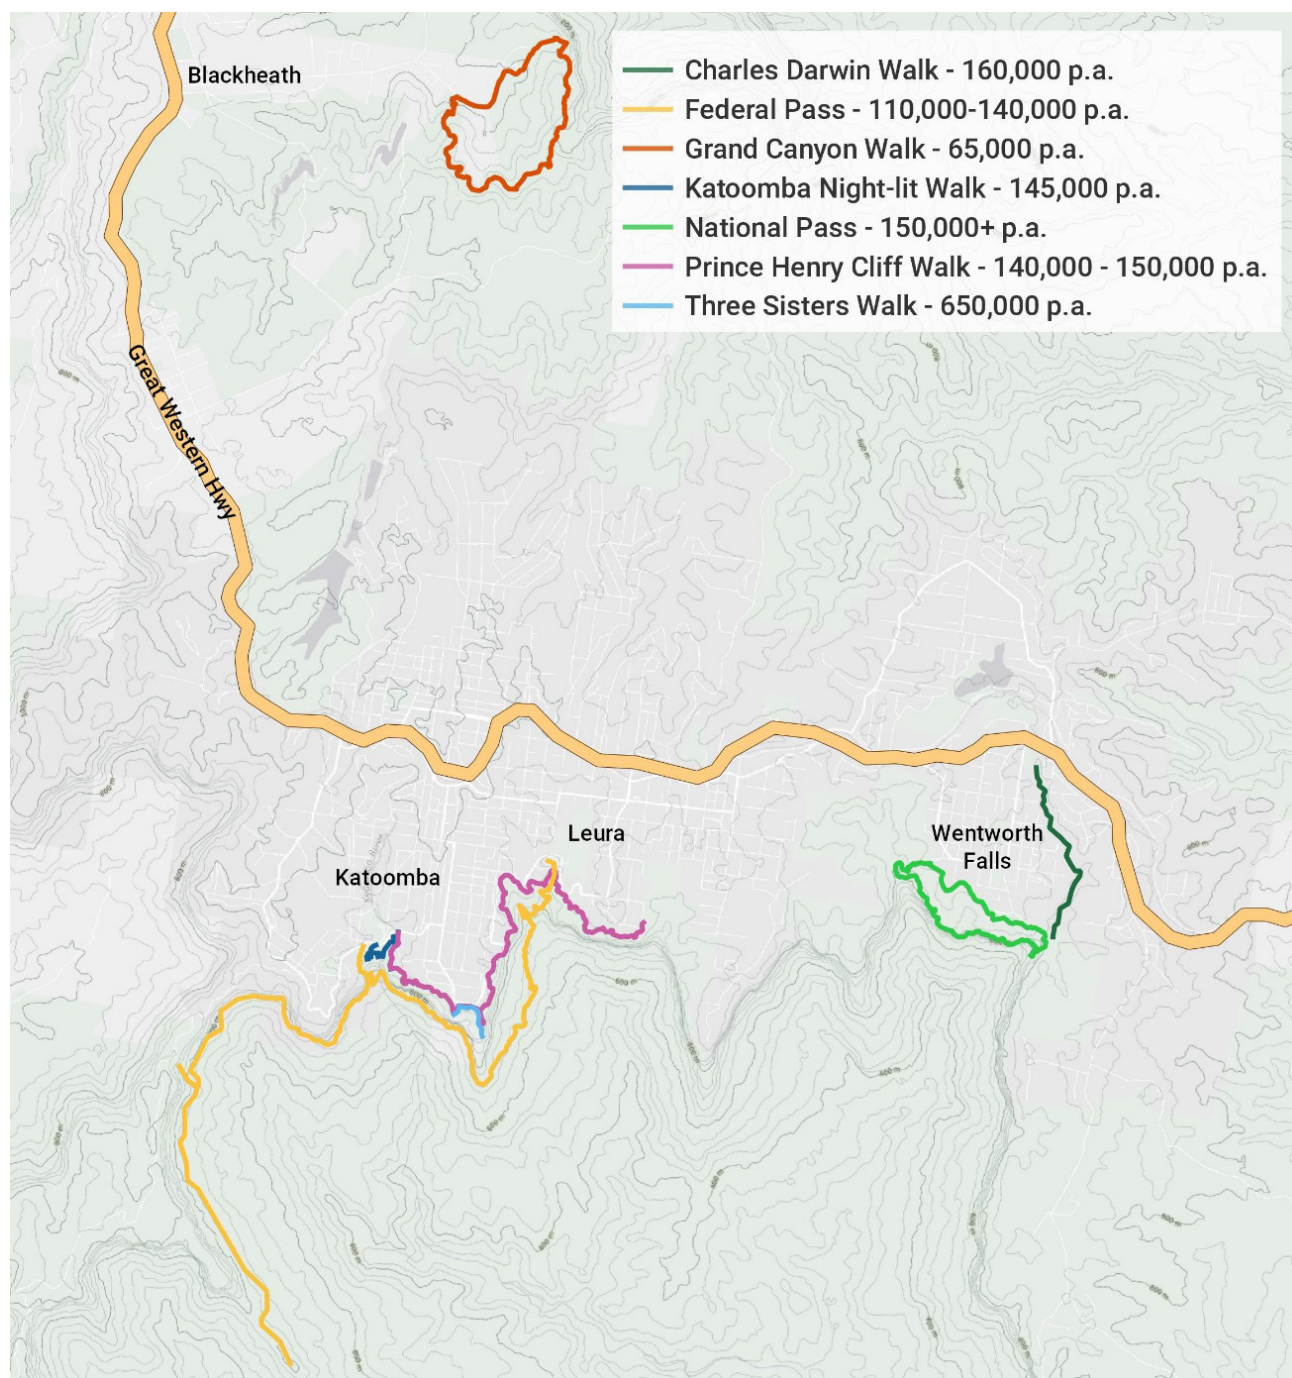 Blackheath
Charles Darwin Walk - 160,000 p.a.
Federal Pass - 110,000-140,000 p.a.
Grand Canyon Walk - 65,000 p.a.
Katoomba Night-lit Walk - 145,000 p.a.
National Pass - 150,000+ p.a.
Prince Henry Cliff Walk - 140,000 - 150,000 p.a.
Three Sisters Walk - 650,000 p.a.
Great Western Hwy
Leura
Wentworth
Falls
Katoomba